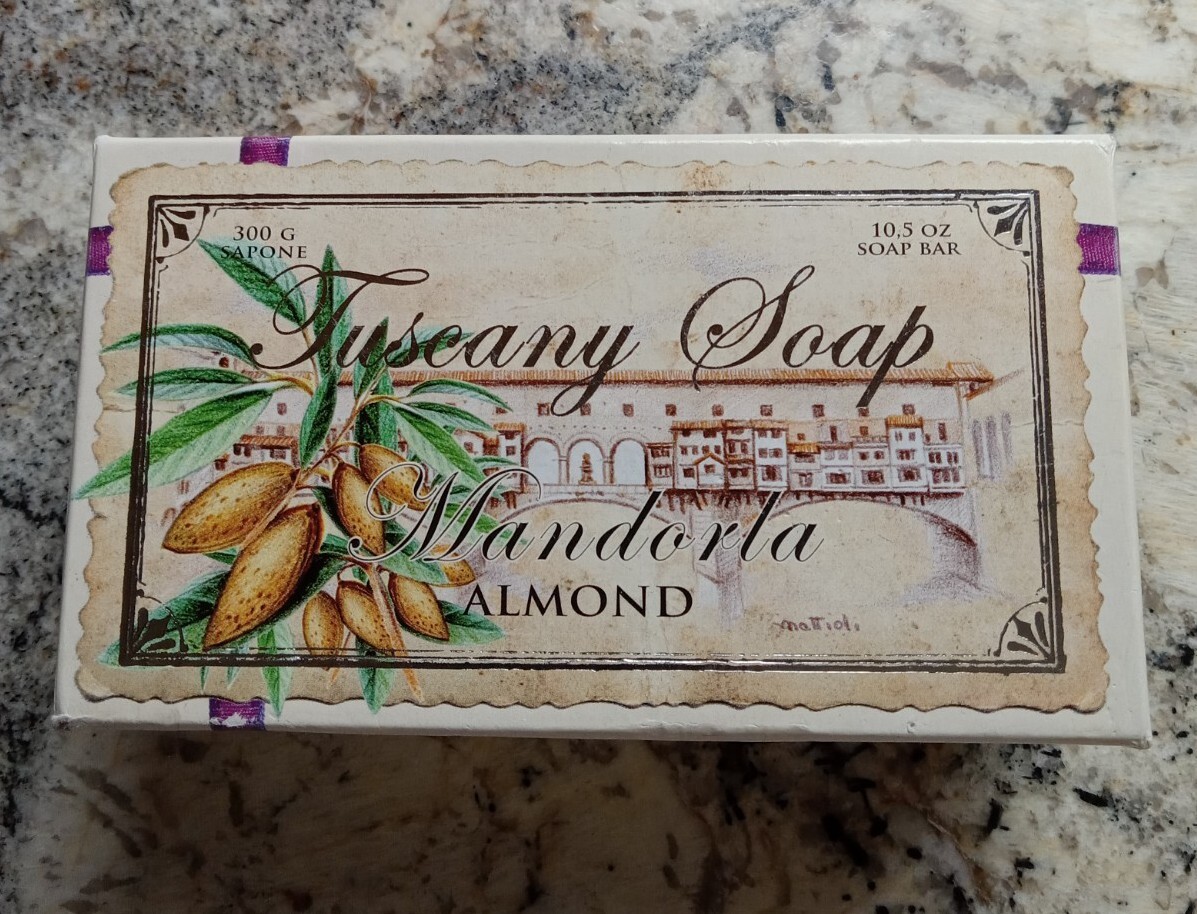 300 G
SAPONE
10,5 OZ
SOAP BAR
Tuscany Soap
Mandorla
ALMOND